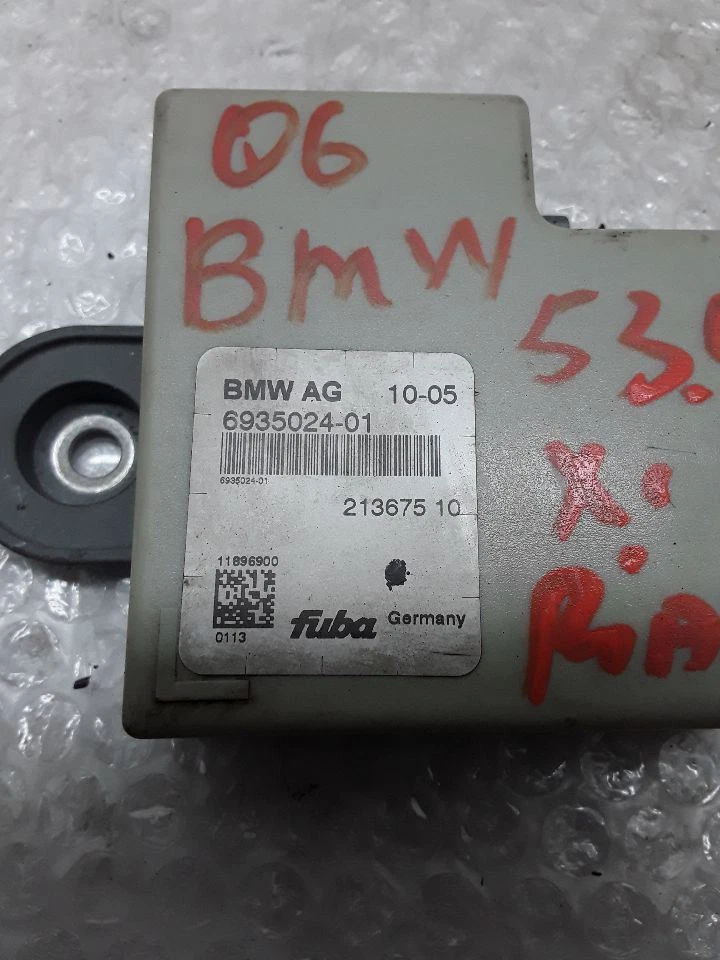 06
BMW
53.
X.
BMW AG 10-05
6935024-01
6935024-01
213675 10
11896900
0113
fuba Germany